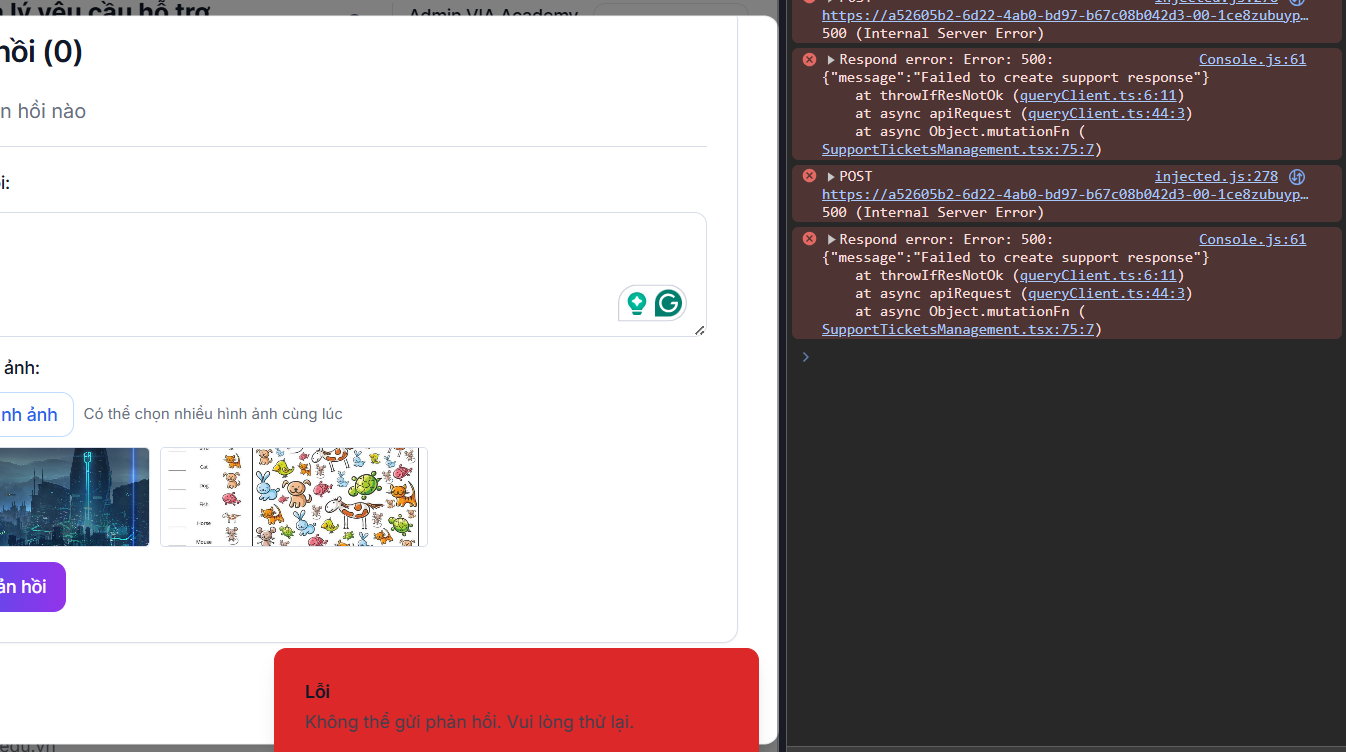 lý yêu cầu hỗ trợ
Admin VIA Academy
hồi (0)
n hồi nào
i:
ảnh:
nh ảnh
Có thể chọn nhiều hình ảnh cùng lúc
Cat
Dog
Fish
Horse
Mouse
ản hồi
Lỗi
Không thể gửi phản hồi. Vui lòng thử lại.
edu.vn
POST injected.js:278
https://a52605b2-6d22-4ab0-bd97-b67c08b042d3-00-1ce8zubuyp…
500 (Internal Server Error)
Respond error: Error: 500: Console.js:61
{"message":"Failed to create support response"}
at throwIfResNotOk (queryClient.ts:6:11)
at async apiRequest (queryClient.ts:44:3)
at async Object.mutationFn (
SupportTicketsManagement.tsx:75:7)
POST injected.js:278
https://a52605b2-6d22-4ab0-bd97-b67c08b042d3-00-1ce8zubuyp…
500 (Internal Server Error)
Respond error: Error: 500: Console.js:61
{"message":"Failed to create support response"}
at throwIfResNotOk (queryClient.ts:6:11)
at async apiRequest (queryClient.ts:44:3)
at async Object.mutationFn (
SupportTicketsManagement.tsx:75:7)